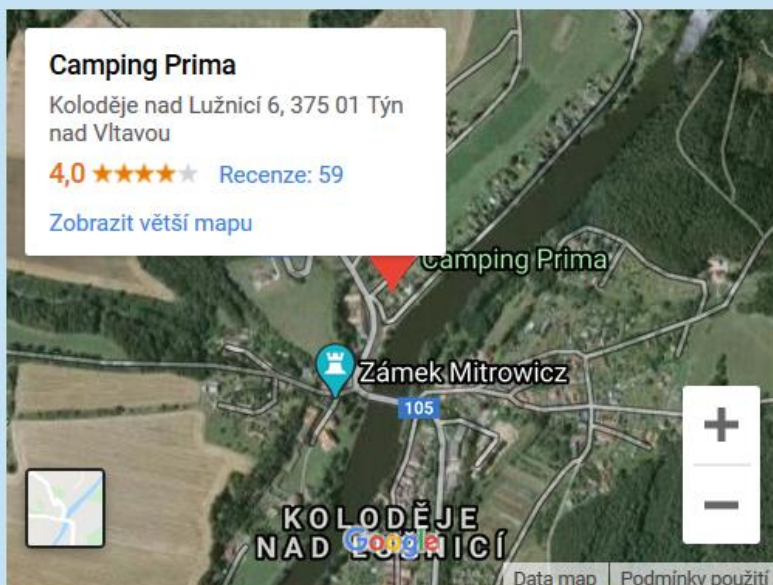 Camping Prima
Koloděje nad Lužnicí 6, 375 01 Týn
nad Vltavou
4,0 Recenze: 59
Zobrazit větší mapu
Camping Prima
Zámek Mitrowicz
105
KOLODĚJE
NAD LUŽNICÍ
Google
Data map
Podmínky použití